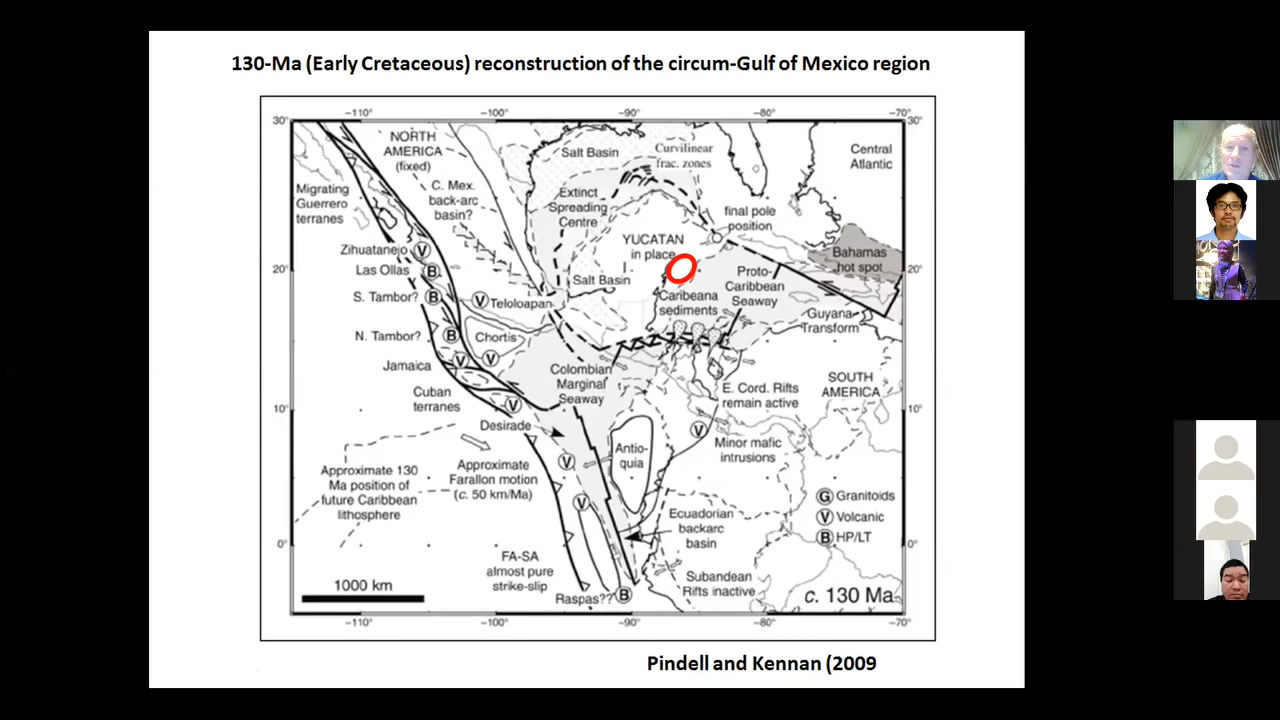 130-Ma (Early Cretaceous) reconstruction of the circum-Gulf of Mexico region
-110°
-100°
-90°
-80°
-70°
30°
30°
NORTH
AMERICA
(fixed)
Salt Basin
Curvilinear
frac. zones
Central
Atlantic
Migrating
Guerrero
terranes
C. Mex.
back-arc
basin?
Extinct
Spreading
Centre
final pole
position
Zihuatanejo
V
YUCATAN
in place
Bahamas
hot spot
Las Ollas
B
20°
20°
Salt Basin
Proto-
Caribbean
Seaway
S. Tambor?
B
V
Teloloapan
Caribeana
sediments
Guyana
Transform
N. Tambor?
B
Chortis
Jamaica
V
V
Colombian
Marginal
Seaway
Cuban
terranes
V
E. Cord. Rifts
remain active
SOUTH
AMERICA
10°
10°
Desirade
V
Antio-
quia
Minor mafic
intrusions
Approximate 130
Ma position of
future Caribbean
lithosphere
Approximate
Farallon motion
(c. 50 km/Ma)
V
V
G Granitoids
V Volcanic
B HP/LT
Ecuadorian
backarc
basin
0°
0°
FA-SA
almost pure
strike-slip
1000 km
Subandean
Rifts inactive
Raspas??
B
c. 130 Ma
-110°
-100°
-90°
-80°
-70°
Pindell and Kennan (2009